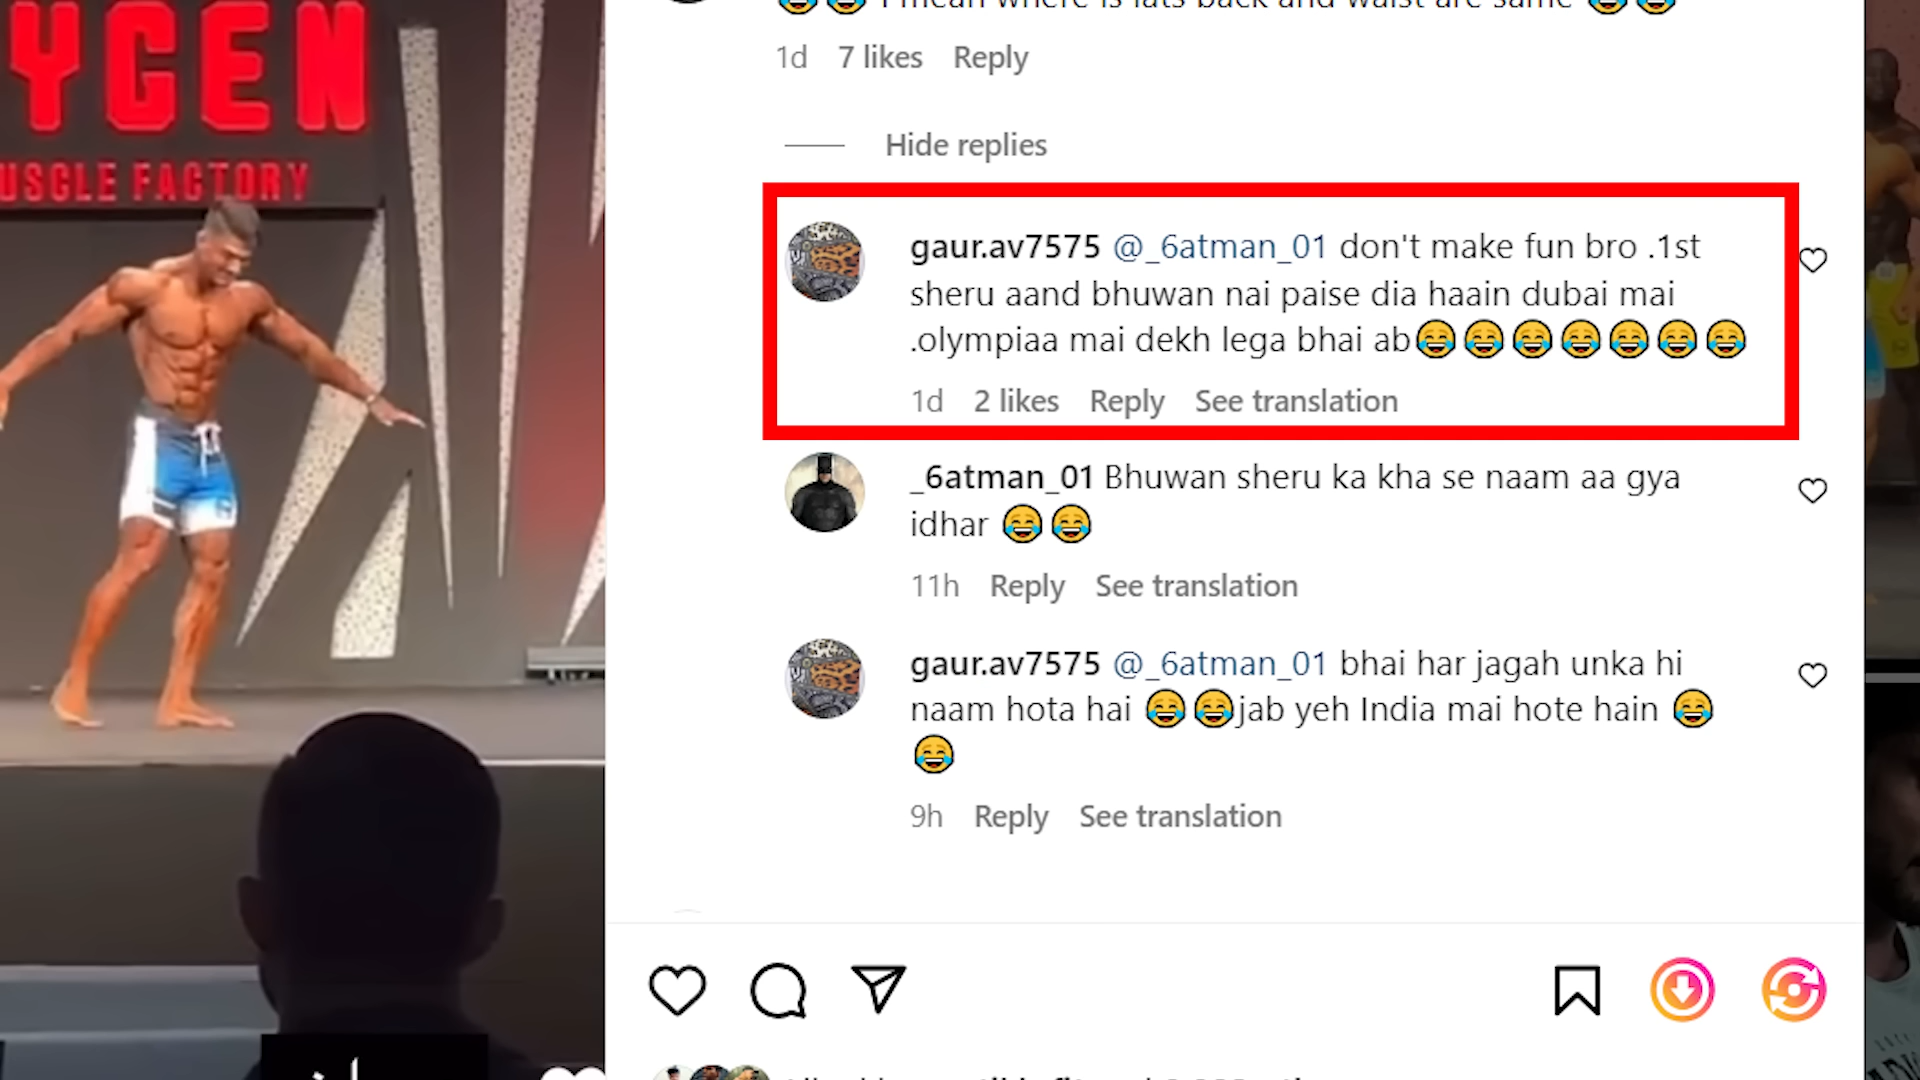 YGEN
USCLE FACTORY
😂😂 I mean where is lats back and waist are same 😂😂
1d 7 likes Reply
Hide replies
gaur.av7575 @_6atman_01 don't make fun bro .1st
sheru aand bhuwan nai paise dia haain dubai mai
.olympiaa mai dekh lega bhai ab😂😂😂😂😂😂😂
1d 2 likes Reply See translation
_6atman_01 Bhuwan sheru ka kha se naam aa gya
idhar 😂😂
11h Reply See translation
gaur.av7575 @_6atman_01 bhai har jagah unka hi
naam hota hai 😂😂jab yeh India mai hote hain 😂
😂
9h Reply See translation